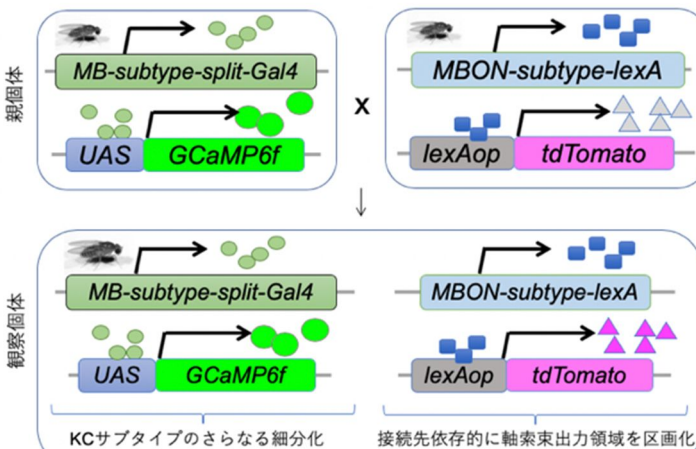 親個体
MB-subtype-split-Gal4
UAS GCaMP6f
X
MBON-subtype-lexA
lexAop tdTomato
観察個体
MB-subtype-split-Gal4
MBON-subtype-lexA
UAS GCaMP6f
lexAop tdTomato
KCサブタイプのさらなる細分化
接続先依存的に軸索束出力領域を区画化